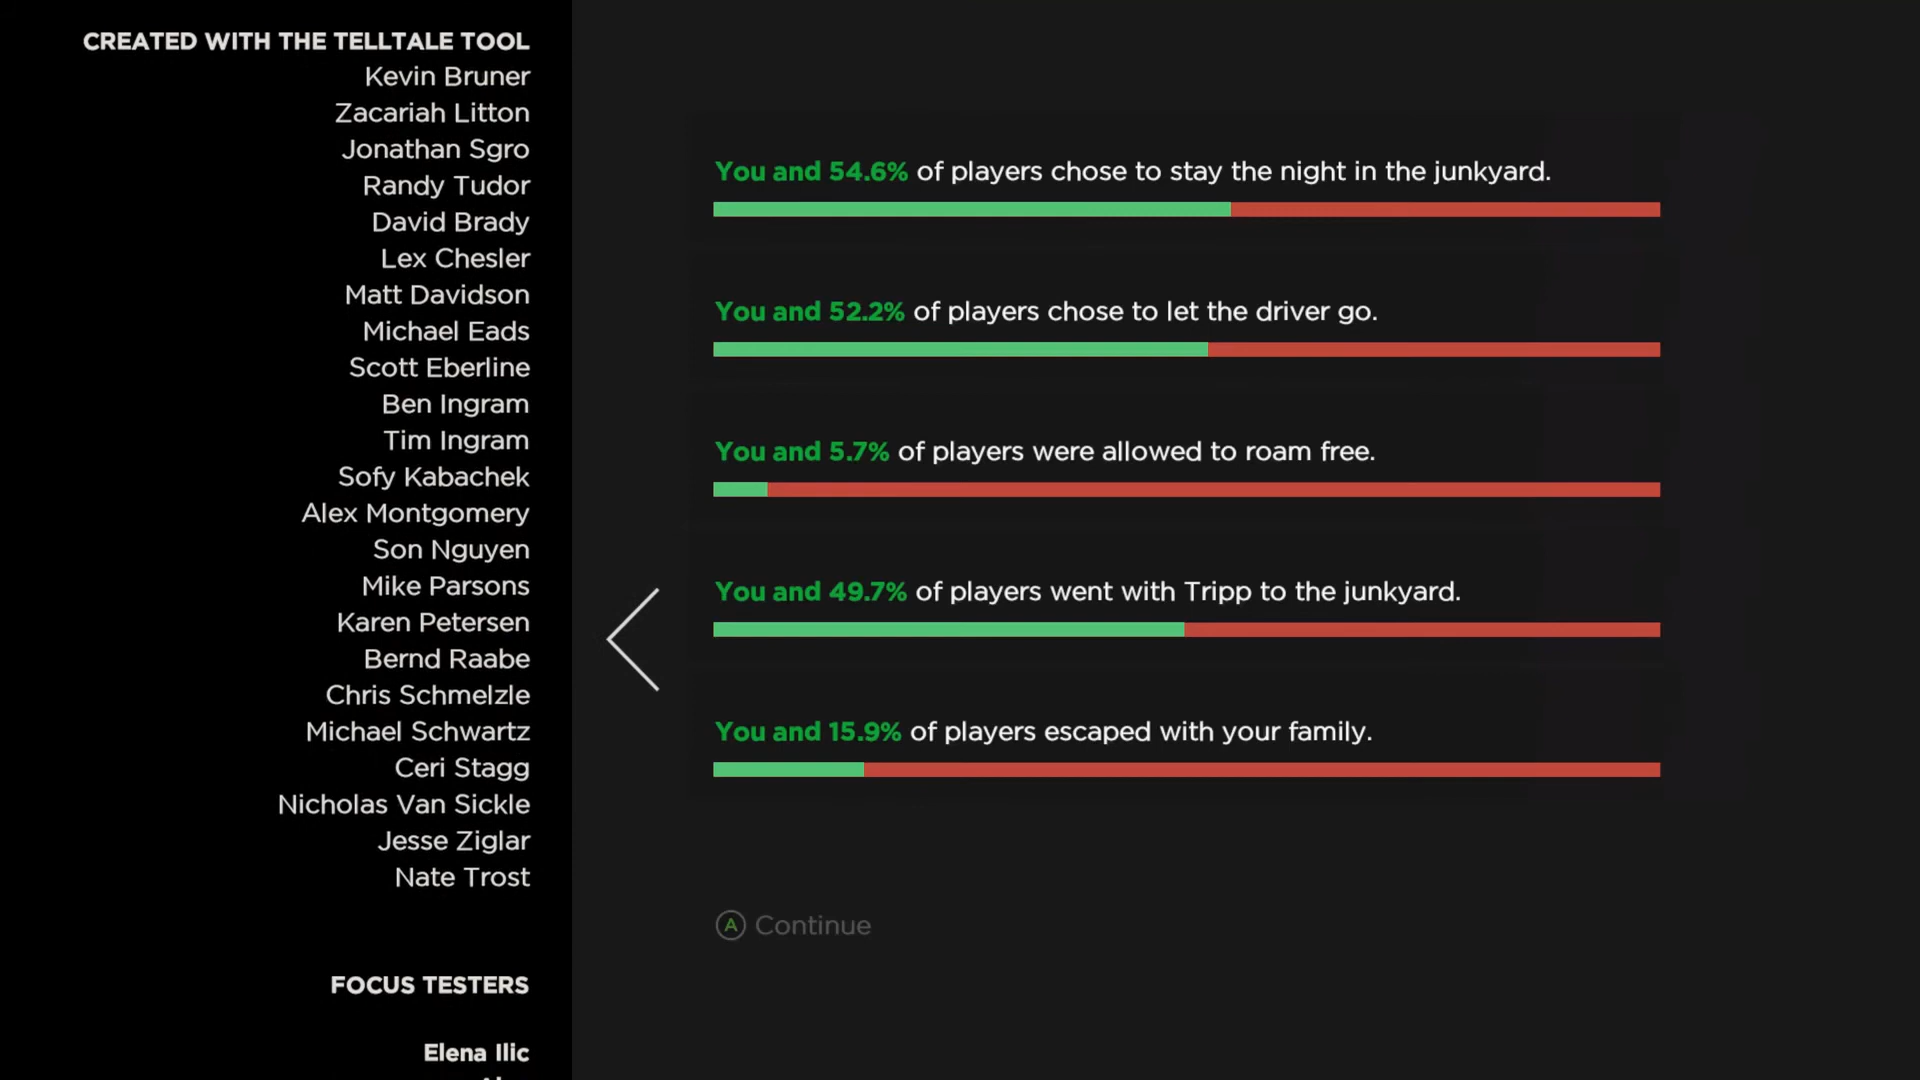 CREATED WITH THE TELLTALE TOOL
Kevin Bruner
Zacariah Litton
Jonathan Sgro
Randy Tudor
David Brady
Lex Chesler
Matt Davidson
Michael Eads
Scott Eberline
Ben Ingram
Tim Ingram
Sofy Kabachek
Alex Montgomery
Son Nguyen
Mike Parsons
Karen Petersen
Bernd Raabe
Chris Schmelzle
Michael Schwartz
Ceri Stagg
Nicholas Van Sickle
Jesse Ziglar
Nate Trost
FOCUS TESTERS
Elena Ilic
You and 54.6% of players chose to stay the night in the junkyard.
You and 52.2% of players chose to let the driver go.
You and 5.7% of players were allowed to roam free.
You and 49.7% of players went with Tripp to the junkyard.
You and 15.9% of players escaped with your family.
A Continue